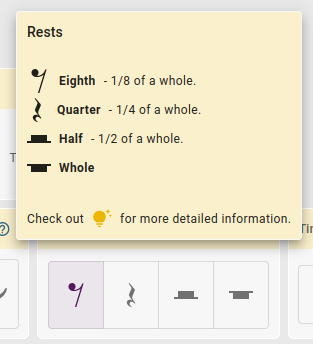 Rests
Eighth - 1/8 of a whole.
Quarter - 1/4 of a whole.
Half - 1/2 of a whole.
Whole
Check out for more detailed information.